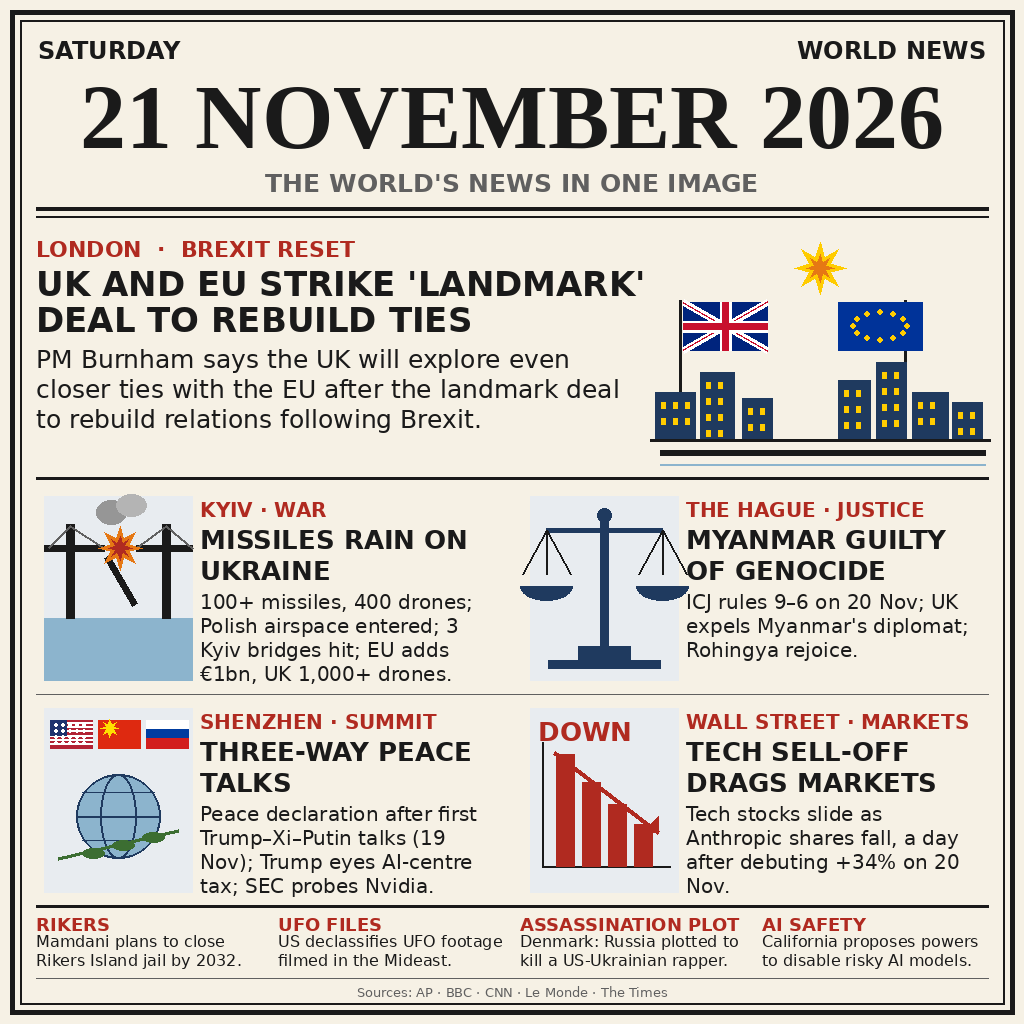 SATURDAY
WORLD NEWS
21 NOVEMBER 2026
THE WORLD'S NEWS IN ONE IMAGE
LONDON · BREXIT RESET
UK AND EU STRIKE 'LANDMARK'
DEAL TO REBUILD TIES
PM Burnham says the UK will explore even
closer ties with the EU after the landmark deal
to rebuild relations following Brexit.
KYIV · WAR
MISSILES RAIN ON
UKRAINE
100+ missiles, 400 drones;
Polish airspace entered; 3
Kyiv bridges hit; EU adds
€1bn, UK 1,000+ drones.
THE HAGUE · JUSTICE
MYANMAR GUILTY
OF GENOCIDE
ICJ rules 9–6 on 20 Nov; UK
expels Myanmar's diplomat;
Rohingya rejoice.
SHENZHEN · SUMMIT
THREE-WAY PEACE
TALKS
Peace declaration after first
Trump–Xi–Putin talks (19
Nov); Trump eyes AI-centre
tax; SEC probes Nvidia.
DOWN
WALL STREET · MARKETS
TECH SELL-OFF
DRAGS MARKETS
Tech stocks slide as
Anthropic shares fall, a day
after debuting +34% on 20
Nov.
RIKERS
Mamdani plans to close
Rikers Island jail by 2032.
UFO FILES
US declassifies UFO footage
filmed in the Mideast.
ASSASSINATION PLOT
Denmark: Russia plotted to
kill a US-Ukrainian rapper.
AI SAFETY
California proposes powers
to disable risky AI models.
Sources: AP · BBC · CNN · Le Monde · The Times